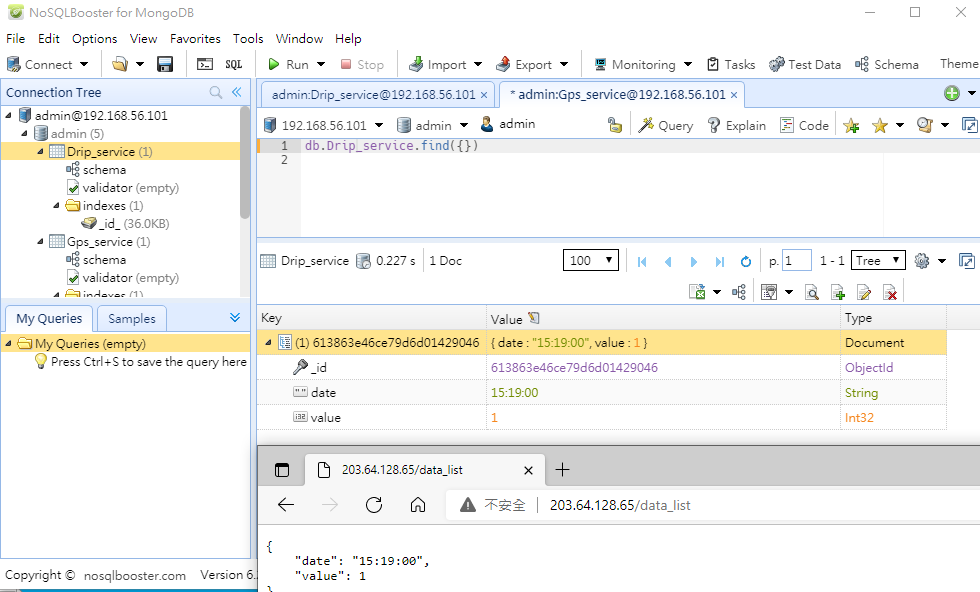 NoSQLBooster for MongoDB
File Edit Options View Favorites Tools Window Help
Connect SQL Run Stop Import Export Monitoring Tasks Test Data Schema Theme
Connection Tree
admin:Drip_service@192.168.56.101 ×
* admin:Gps_service@192.168.56.101 ×
admin@192.168.56.101
admin (5)
Drip_service (1)
schema
validator (empty)
indexes (1)
_id_ (36.0KB)
Gps_service (1)
schema
validator (empty)
indexes (1)
192.168.56.101 admin admin Query Explain Code
1 db.Drip_service.find({})
2
Drip_service 0.227 s 1 Doc 100 p. 1 1 - 1 Tree
My Queries Samples
My Queries (empty)
Press Ctrl+S to save the query here
Key Value Type
(1) 613863e46ce79d6d01429046 { date : "15:19:00", value : 1 } Document
_id 613863e46ce79d6d01429046 ObjectId
date 15:19:00 String
value 1 Int32
203.64.128.65/data_list
不安全 203.64.128.65/data_list
{
"date": "15:19:00",
"value": 1
}
Copyright © nosqlbooster.com Version 6.